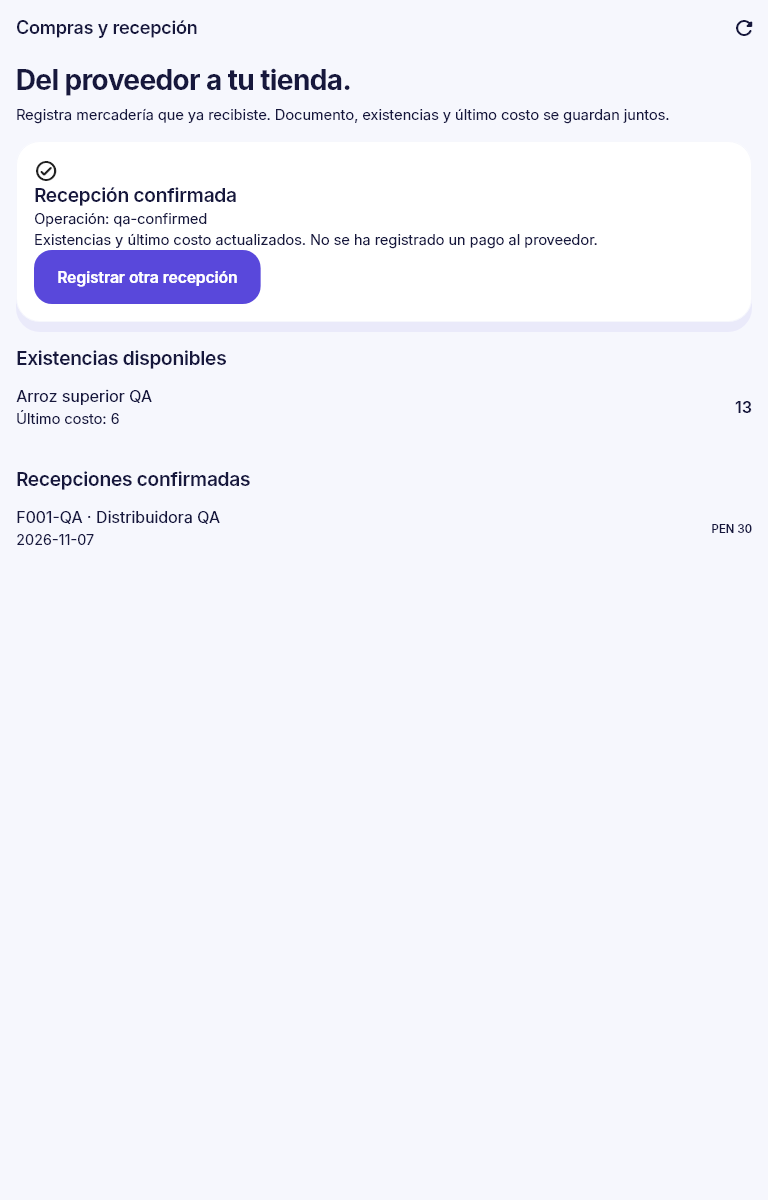 Compras y recepción
Del proveedor a tu tienda.
Registra mercadería que ya recibiste. Documento, existencias y último costo se guardan juntos.
Recepción confirmada
Operación: qa-confirmed
Existencias y último costo actualizados. No se ha registrado un pago al proveedor.
Registrar otra recepción
Existencias disponibles
Arroz superior QA
Último costo: 6
13
Recepciones confirmadas
F001-QA · Distribuidora QA
2026-11-07
PEN 30